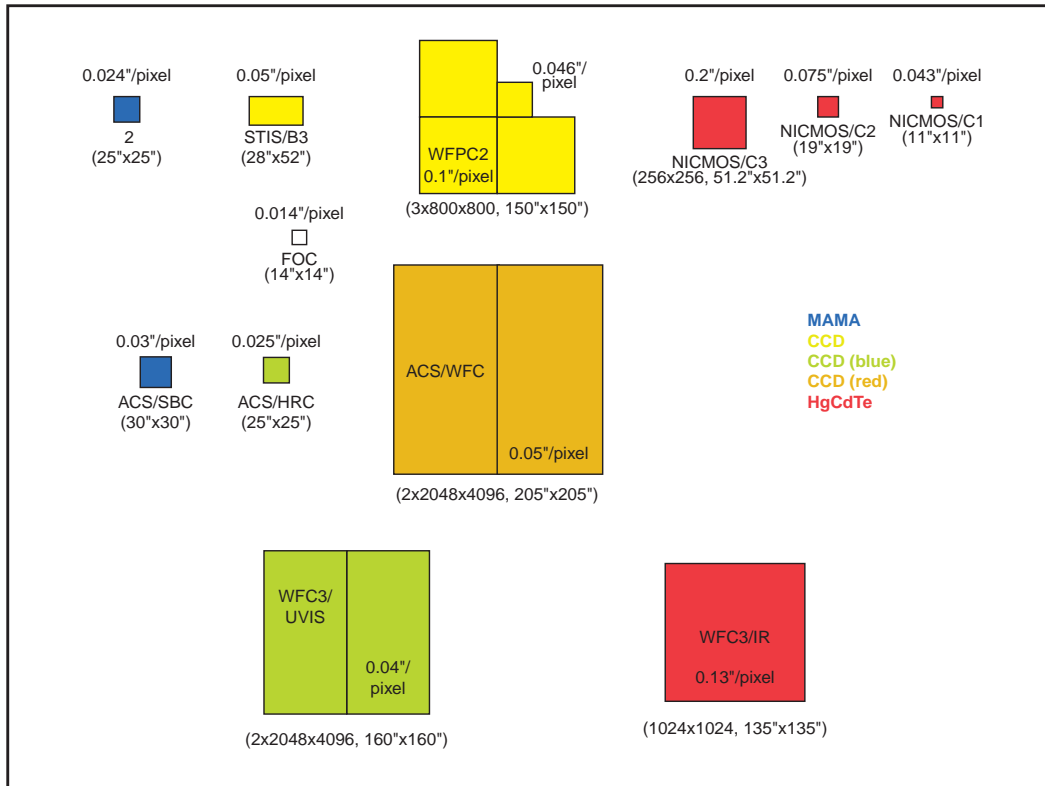 0.024"/pixel
2
(25"x25")
0.05"/pixel
STIS/B3
(28"x52")
0.046"/
pixel
WFPC2
0.1"/pixel
(3x800x800, 150"x150")
0.2"/pixel
NICMOS/C3
(256x256, 51.2"x51.2")
0.075"/pixel
NICMOS/C2
(19"x19")
0.043"/pixel
NICMOS/C1
(11"x11")
0.014"/pixel
FOC
(14"x14")
0.03"/pixel
ACS/SBC
(30"x30")
0.025"/pixel
ACS/HRC
(25"x25")
ACS/WFC
0.05"/pixel
(2x2048x4096, 205"x205")
MAMA
CCD
CCD (blue)
CCD (red)
HgCdTe
WFC3/
UVIS
0.04"/
pixel
(2x2048x4096, 160"x160")
WFC3/IR
0.13"/pixel
(1024x1024, 135"x135")